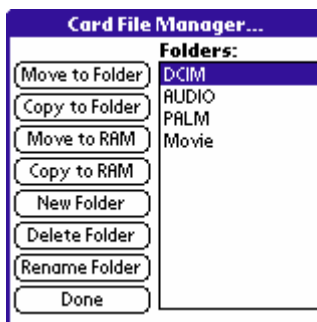 Card File Manager...
Folders:
Move to Folder
Copy to Folder
Move to RAM
Copy to RAM
New Folder
Delete Folder
Rename Folder
Done
DCIM
AUDIO
PALM
Movie